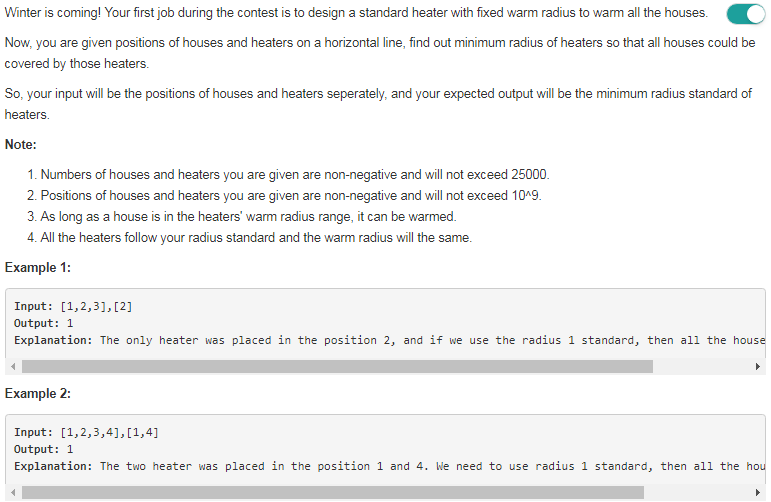 Winter is coming! Your first job during the contest is to design a standard heater with fixed warm radius to warm all the houses.
Now, you are given positions of houses and heaters on a horizontal line, find out minimum radius of heaters so that all houses could be
covered by those heaters.
So, your input will be the positions of houses and heaters seperately, and your expected output will be the minimum radius standard of
heaters.
Note:
1. Numbers of houses and heaters you are given are non-negative and will not exceed 25000.
2. Positions of houses and heaters you are given are non-negative and will not exceed 10^9.
3. As long as a house is in the heaters' warm radius range, it can be warmed.
4. All the heaters follow your radius standard and the warm radius will the same.
Example 1:
Input: [1,2,3],[2]
Output: 1
Explanation: The only heater was placed in the position 2, and if we use the radius 1 standard, then all the house
Example 2:
Input: [1,2,3,4],[1,4]
Output: 1
Explanation: The two heater was placed in the position 1 and 4. We need to use radius 1 standard, then all the hou